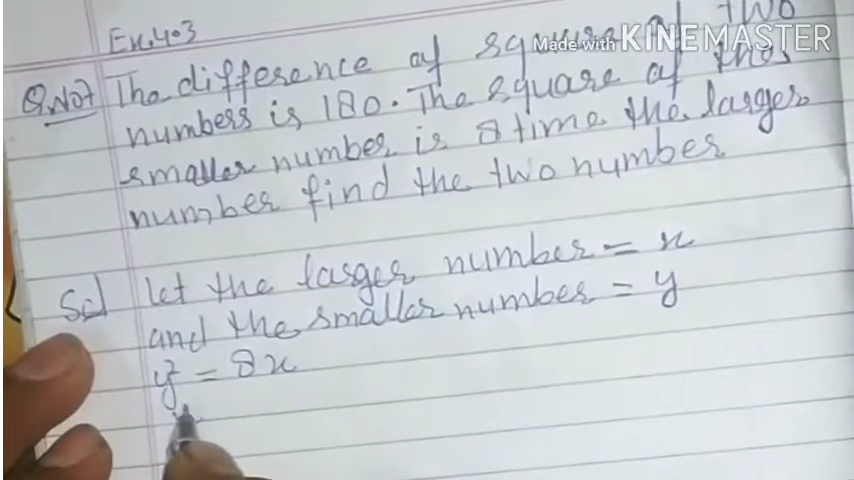 Ex.4.3
Q.No7 The difference of square of two
Made with KINEMASTER
numbers is 180. The square of the
smaller number is 8 time the larger
number find the two number
Sol let the larger number = x
and the smaller number = y
y² = 8x